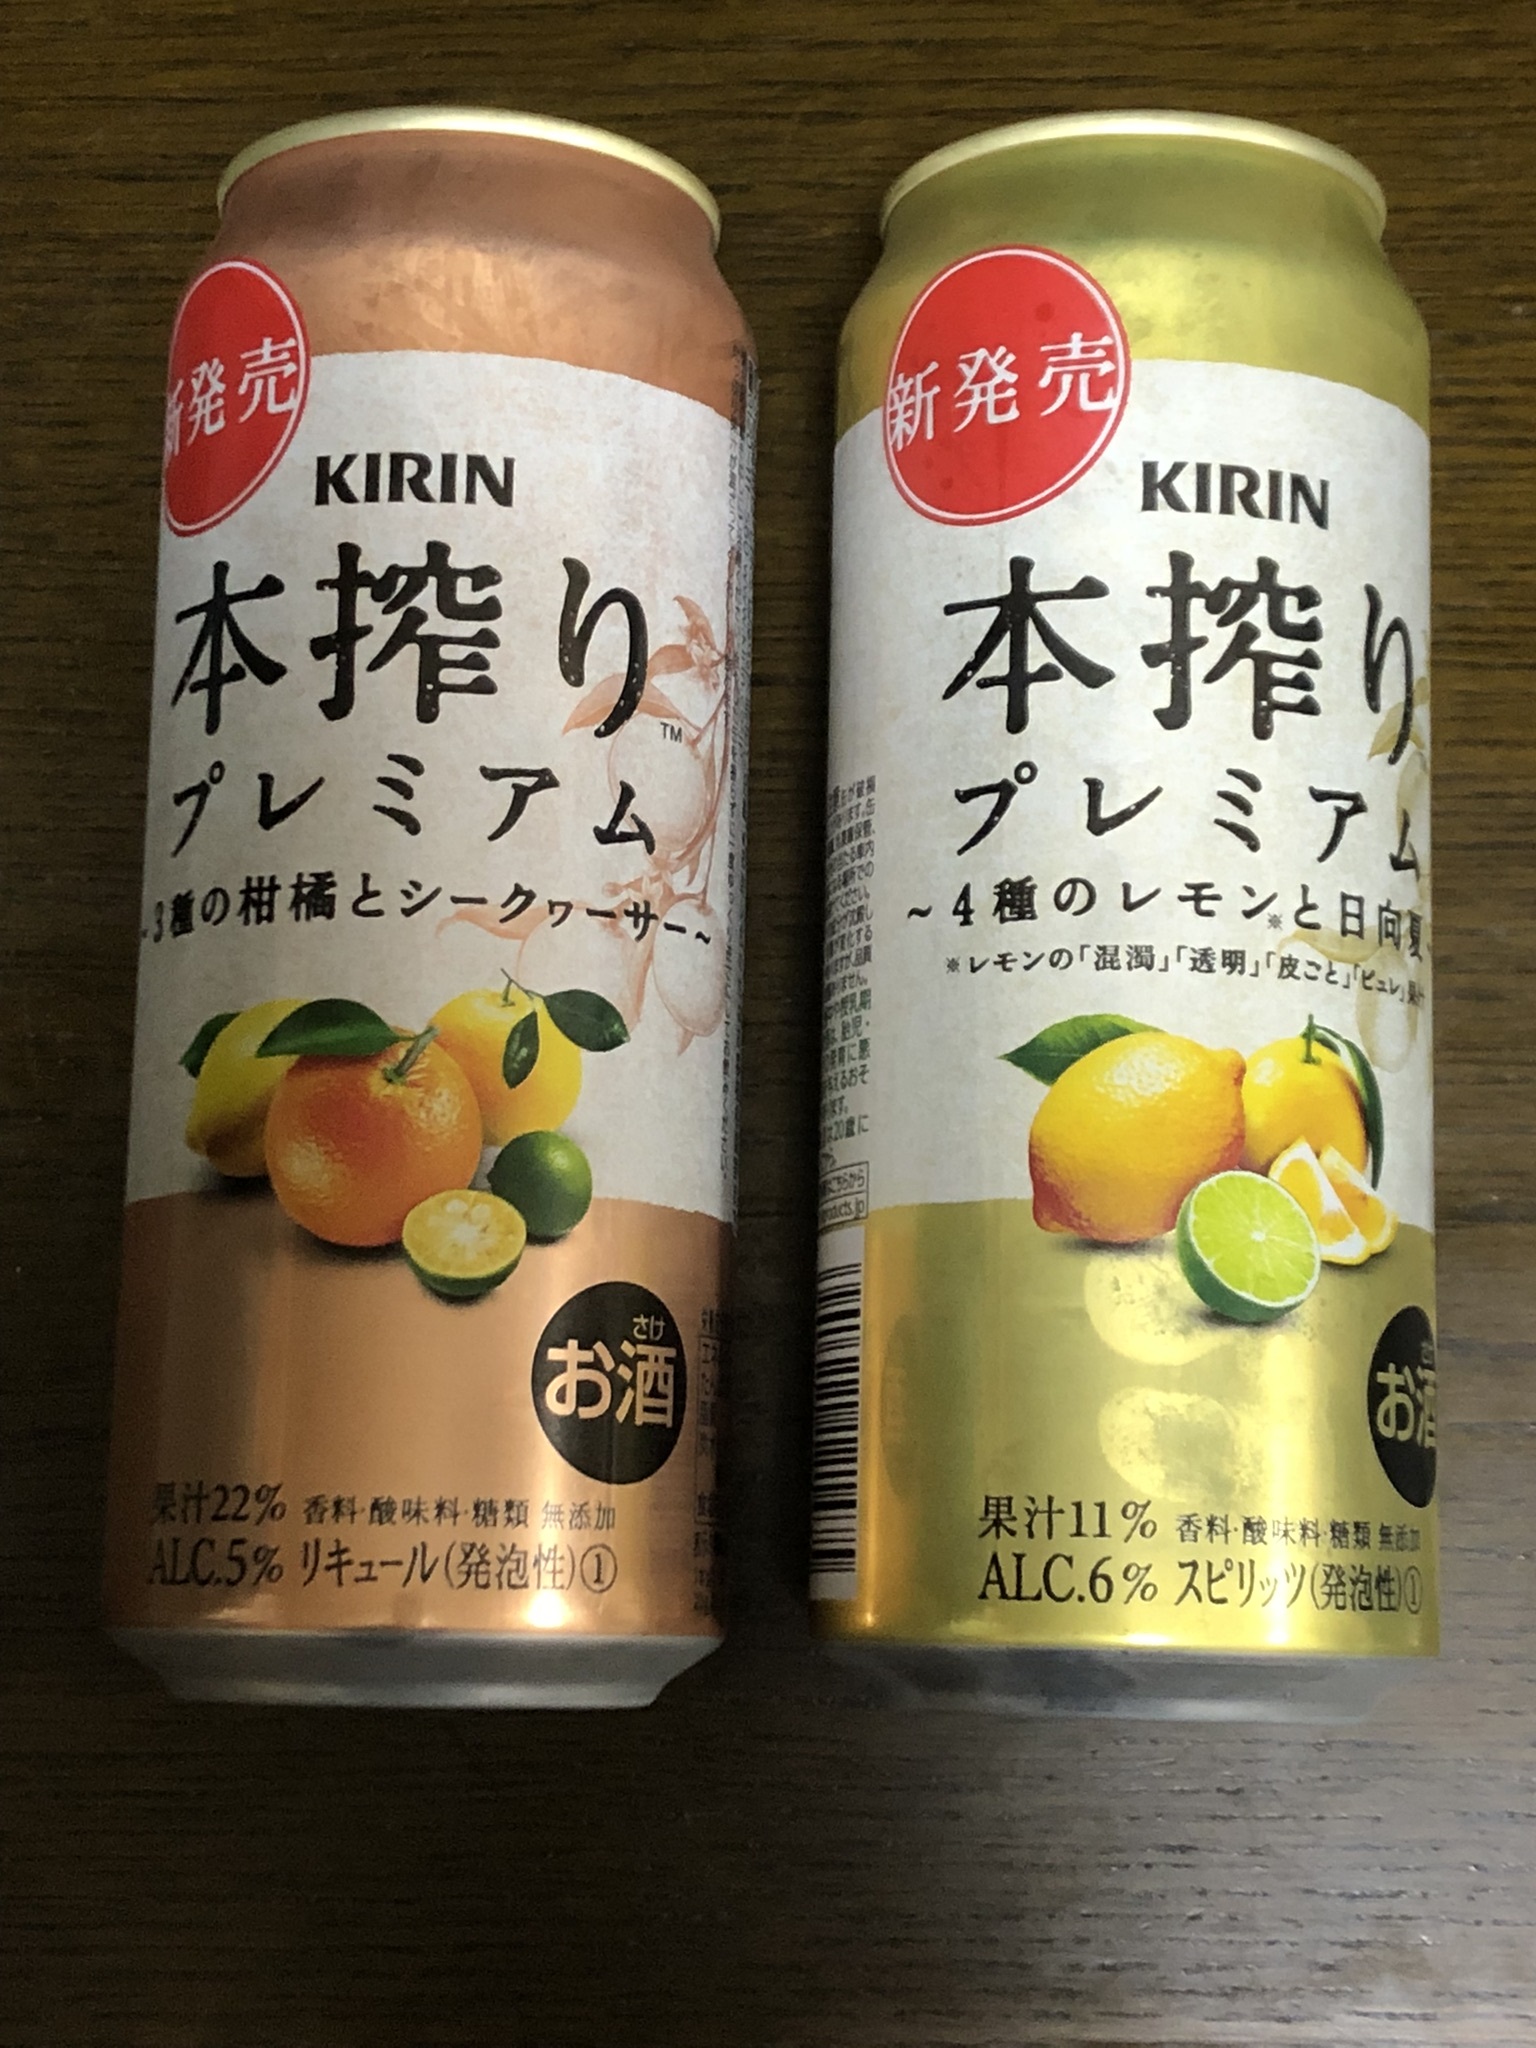 新発売
KIRIN
本搾り
TM
プレミアム
~3種の柑橘とシークヮーサー~
さけ
お酒
果汁22% 香料・酸味料・糖類 無添加
ALC.5% リキュール(発泡性)①
新発売
KIRIN
本搾り
プレミアム
~4種のレモン※と日向夏~
※レモンの「混濁」「透明」「皮ごと」「ピュレ」果汁
お酒
果汁11% 香料・酸味料・糖類 無添加
ALC.6% スピリッツ(発泡性)①